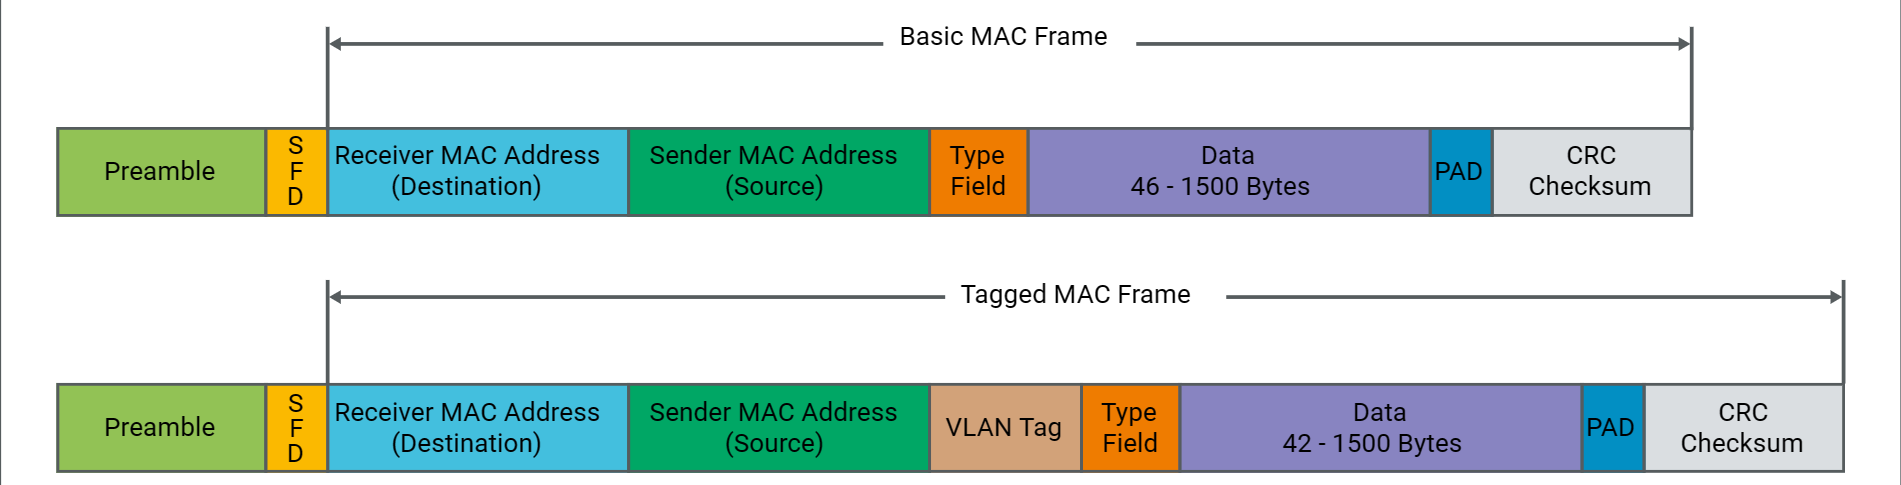 Basic MAC Frame
Preamble
S
F
D
Receiver MAC Address
(Destination)
Sender MAC Address
(Source)
Type
Field
Data
46 - 1500 Bytes
PAD
CRC
Checksum
Tagged MAC Frame
Preamble
S
F
D
Receiver MAC Address
(Destination)
Sender MAC Address
(Source)
VLAN Tag
Type
Field
Data
42 - 1500 Bytes
PAD
CRC
Checksum